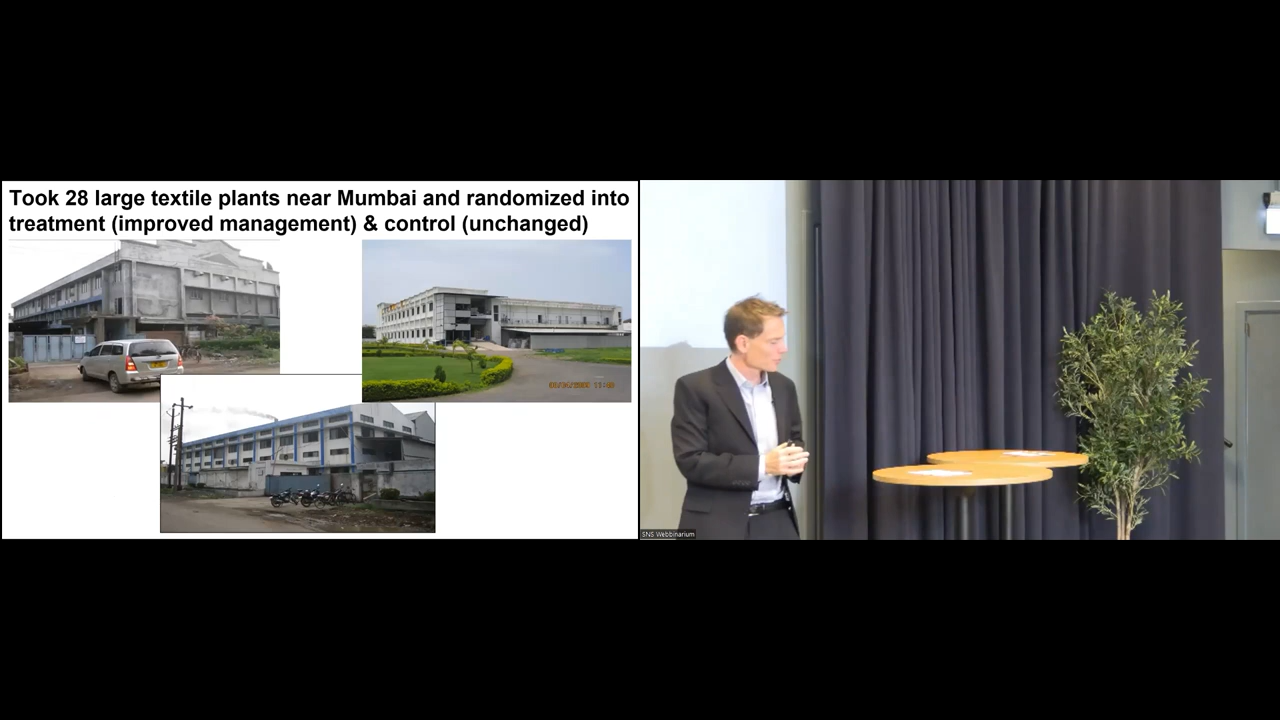 Took 28 large textile plants near Mumbai and randomized into
treatment (improved management) & control (unchanged)
SNS Webbinarium